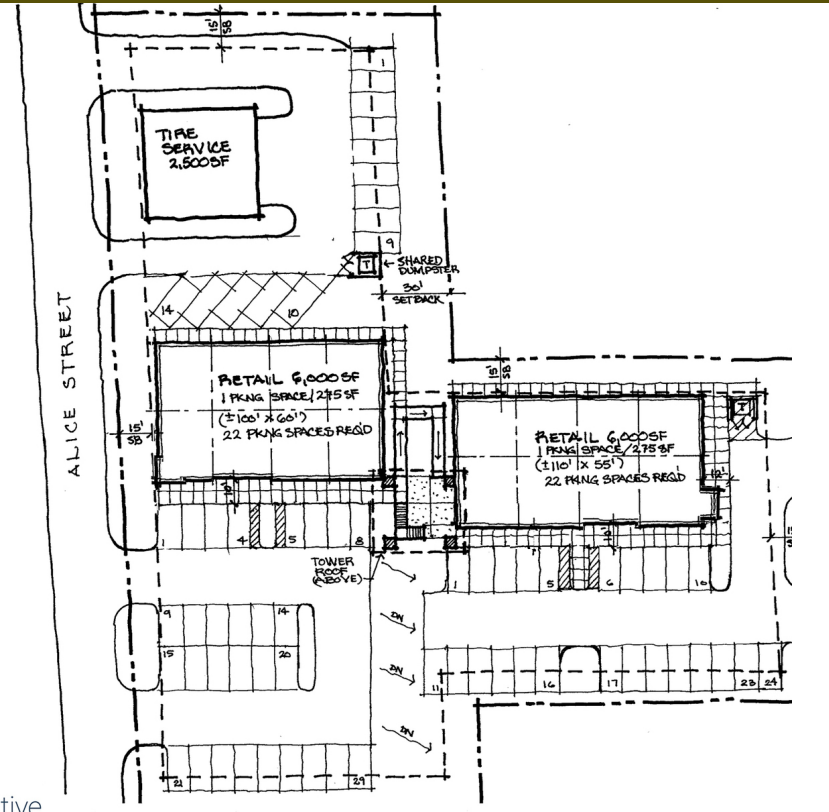 15'
SB
1
TIRE
SERVICE
2,500SF
9
T
SHARED
DUMPSTER
30'
SETBACK
14
10
ALICE STREET
15'
SB
RETAIL 6,000SF
1 PKNG SPACE/275SF
(±100' X 60')
22 PKNG SPACES REQ'D
15'
SB
T
RETAIL 6,000SF
1 PKNG SPACE/275SF
(±110' X 55')
22 PKNG SPACES REQ'D
12'
10'
10'
1
4
5
8
TOWER
ROOF
(ABOVE)
1
5
6
10
DN
DN
DN
9
14
15
20
11
16
17
23
24
21
29
tive